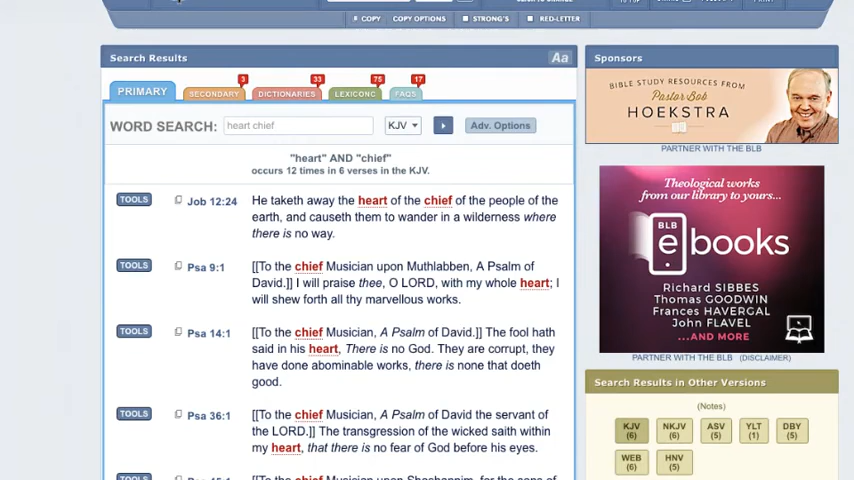 COPY COPY OPTIONS STRONG'S RED-LETTER
Search Results Aa
PRIMARY SECONDARY 3 DICTIONARIES 33 LEXICONC 75 FAQS 17
WORD SEARCH: heart chief KJV Adv. Options
"heart" AND "chief"
occurs 12 times in 6 verses in the KJV.
TOOLS Job 12:24 He taketh away the heart of the chief of the people of the
earth, and causeth them to wander in a wilderness where
there is no way.
TOOLS Psa 9:1 [[To the chief Musician upon Muthlabben, A Psalm of
David.]] I will praise thee, O LORD, with my whole heart; I
will shew forth all thy marvellous works.
TOOLS Psa 14:1 [[To the chief Musician, A Psalm of David.]] The fool hath
said in his heart, There is no God. They are corrupt, they
have done abominable works, there is none that doeth
good.
TOOLS Psa 36:1 [[To the chief Musician, A Psalm of David the servant of
the LORD.]] The transgression of the wicked saith within
my heart, that there is no fear of God before his eyes.
Sponsors
BIBLE STUDY RESOURCES FROM
Pastor Bob
HOEKSTRA
PARTNER WITH THE BLB
Theological works
from our library to yours...
BLB
ebooks
Richard SIBBES
Thomas GOODWIN
Frances HAVERGAL
John FLAVEL
...AND MORE
PARTNER WITH THE BLB (DISCLAIMER)
Search Results in Other Versions
(Notes)
KJV (6) NKJV (6) ASV (5) YLT (1) DBY (5)
WEB (6) HNV (5)